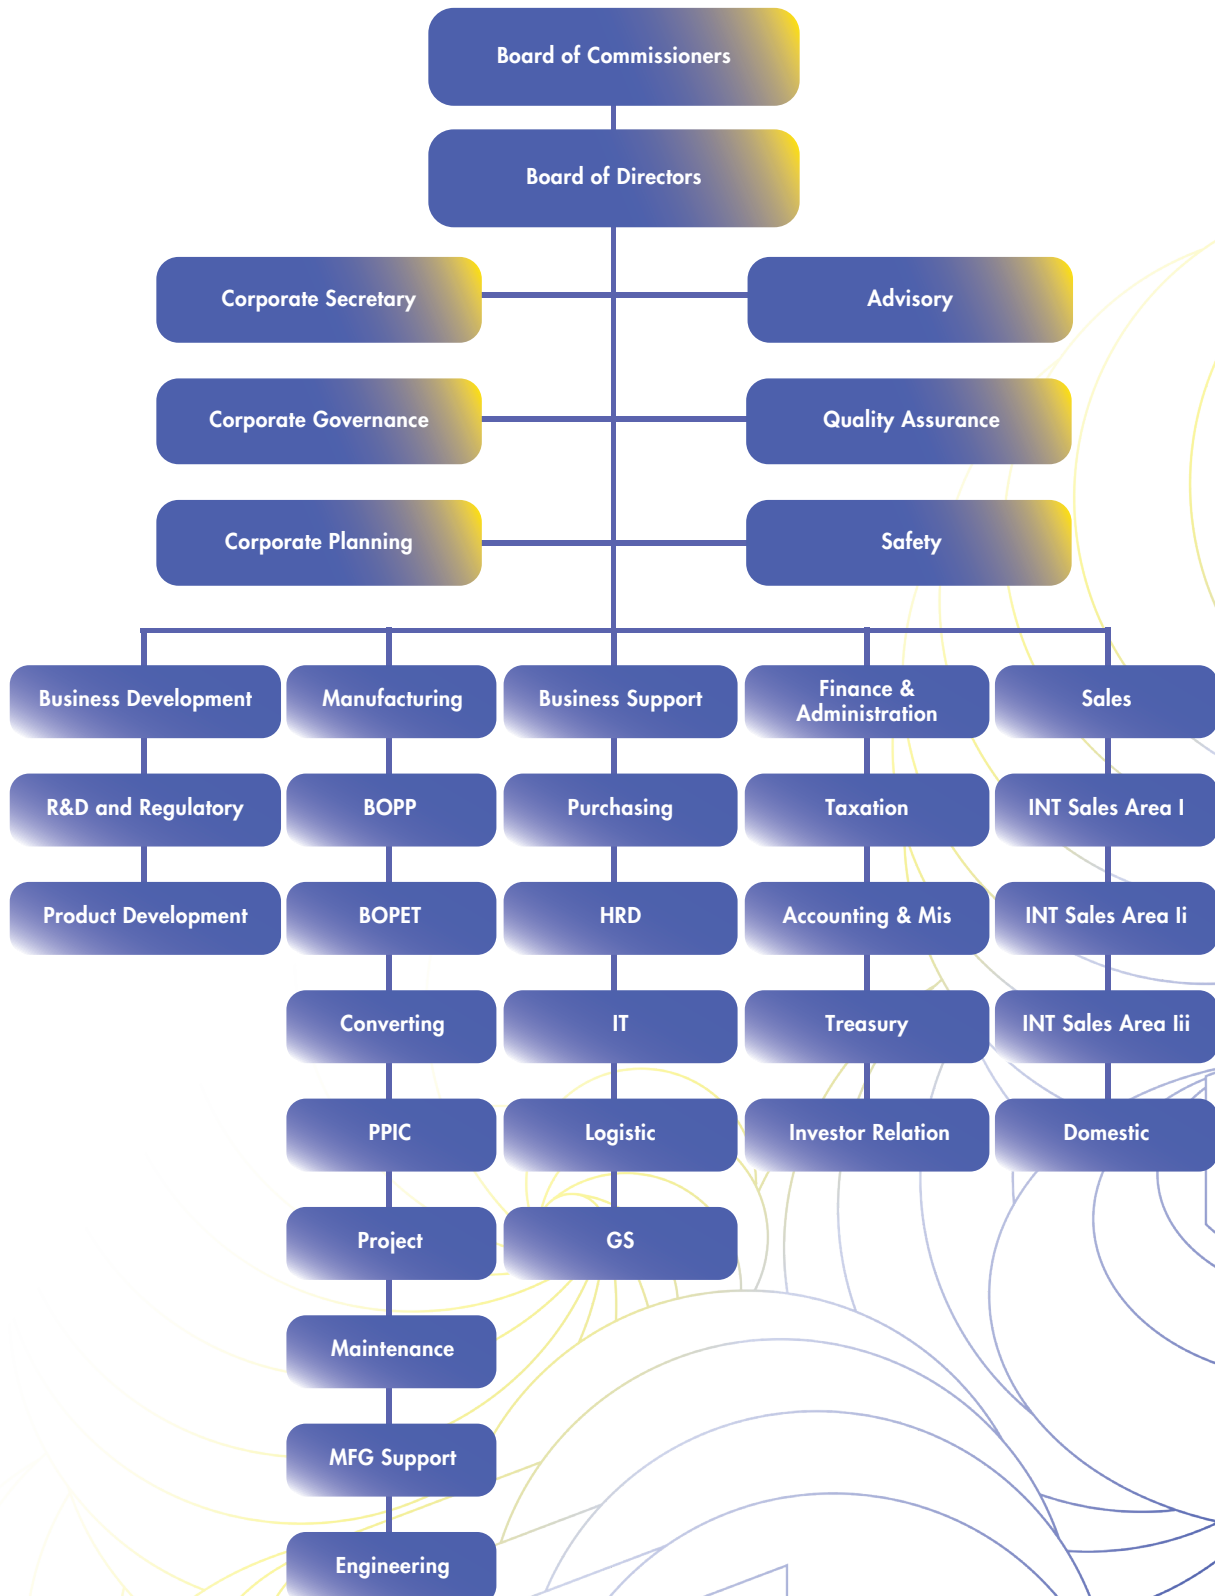 Board of Commissioners
Board of Directors
Corporate Secretary
Advisory
Corporate Governance
Quality Assurance
Corporate Planning
Safety
Business Development
Manufacturing
Business Support
Finance &
Administration
Sales
R&D and Regulatory
BOPP
Purchasing
Taxation
INT Sales Area I
Product Development
BOPET
HRD
Accounting & Mis
INT Sales Area Ii
Converting
IT
Treasury
INT Sales Area Iii
PPIC
Logistic
Investor Relation
Domestic
Project
GS
Maintenance
MFG Support
Engineering